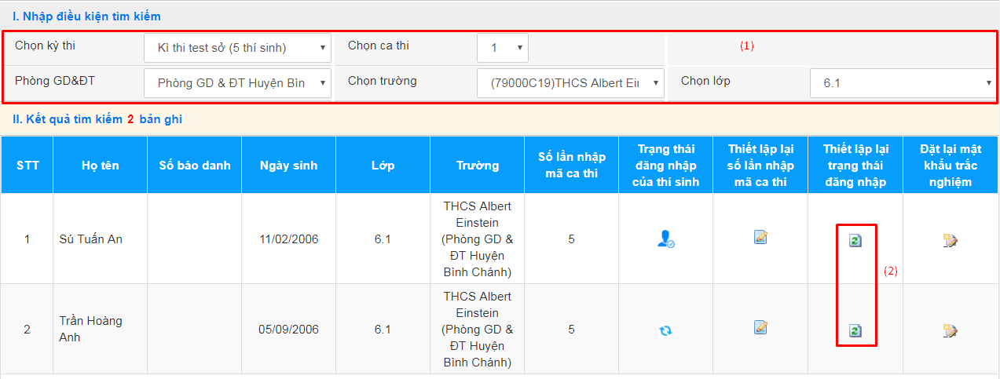 I. Nhập điều kiện tìm kiếm
Chọn kỳ thi Kì thi test sở (5 thí sinh) Chọn ca thi 1 (1)
Phòng GD&ĐT Phòng GD & ĐT Huyện Bìn Chọn trường (79000C19)THCS Albert Ein Chọn lớp 6.1
II. Kết quả tìm kiếm 2 bản ghi
STT
Họ tên
Số báo danh
Ngày sinh
Lớp
Trường
Số lần nhập
mã ca thi
Trạng thái
đăng nhập
của thí sinh
Thiết lập lại
số lần nhập
mã ca thi
Thiết lập lại
trạng thái
đăng nhập
Đặt lại mật
khẩu trắc
nghiệm
1
Sú Tuấn An
11/02/2006
6.1
THCS Albert
Einstein
(Phòng GD &
ĐT Huyện
Bình Chánh)
5
(2)
2
Trần Hoàng
Anh
05/09/2006
6.1
THCS Albert
Einstein
(Phòng GD &
ĐT Huyện
Bình Chánh)
5